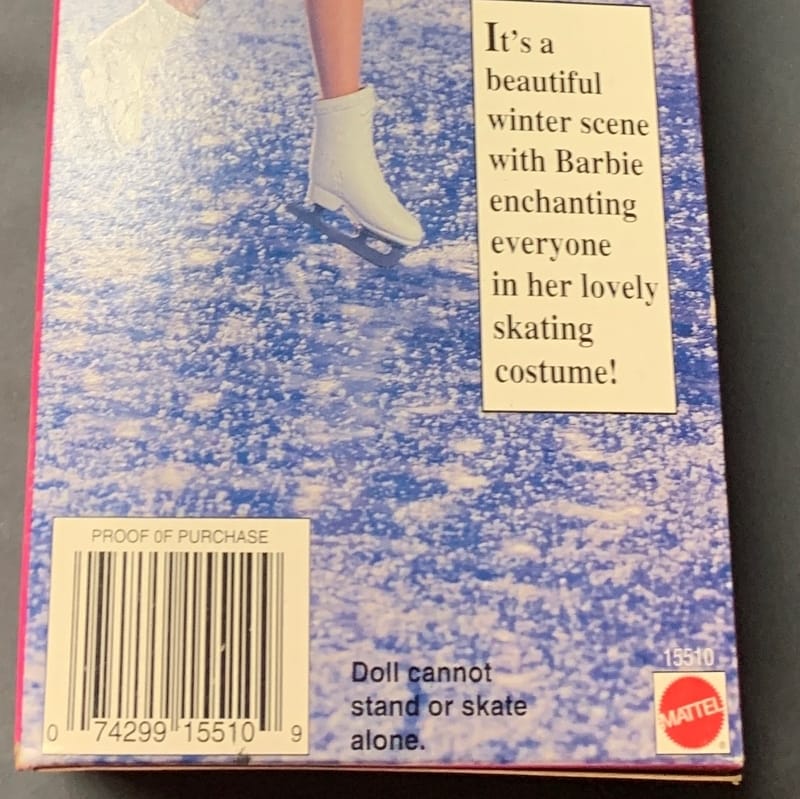 It's a
beautiful
winter scene
with Barbie
enchanting
everyone
in her lovely
skating
costume!
PROOF OF PURCHASE
0 74299 15510 9
Doll cannot
stand or skate
alone.
15510
MATTEL
®